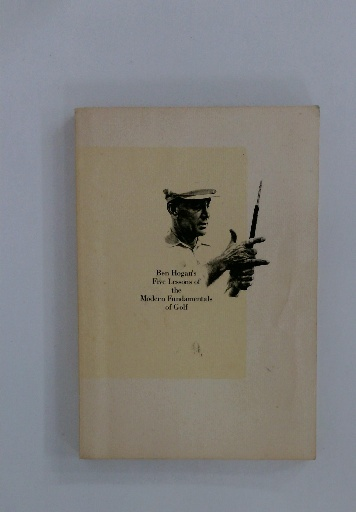 Ben Hogan's
Five Lessons of
the
Modern Fundamentals
of Golf